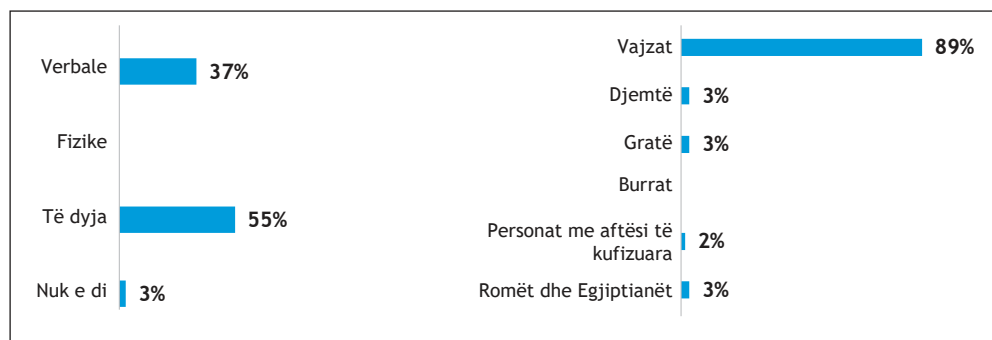 Verbale
37%
Fizike
Të dyja
55%
Nuk e di
3%
Vajzat
89%
Djemtë
3%
Gratë
3%
Burrat
Personat me aftësi të
kufizuara
2%
Romët dhe Egjiptianët
3%